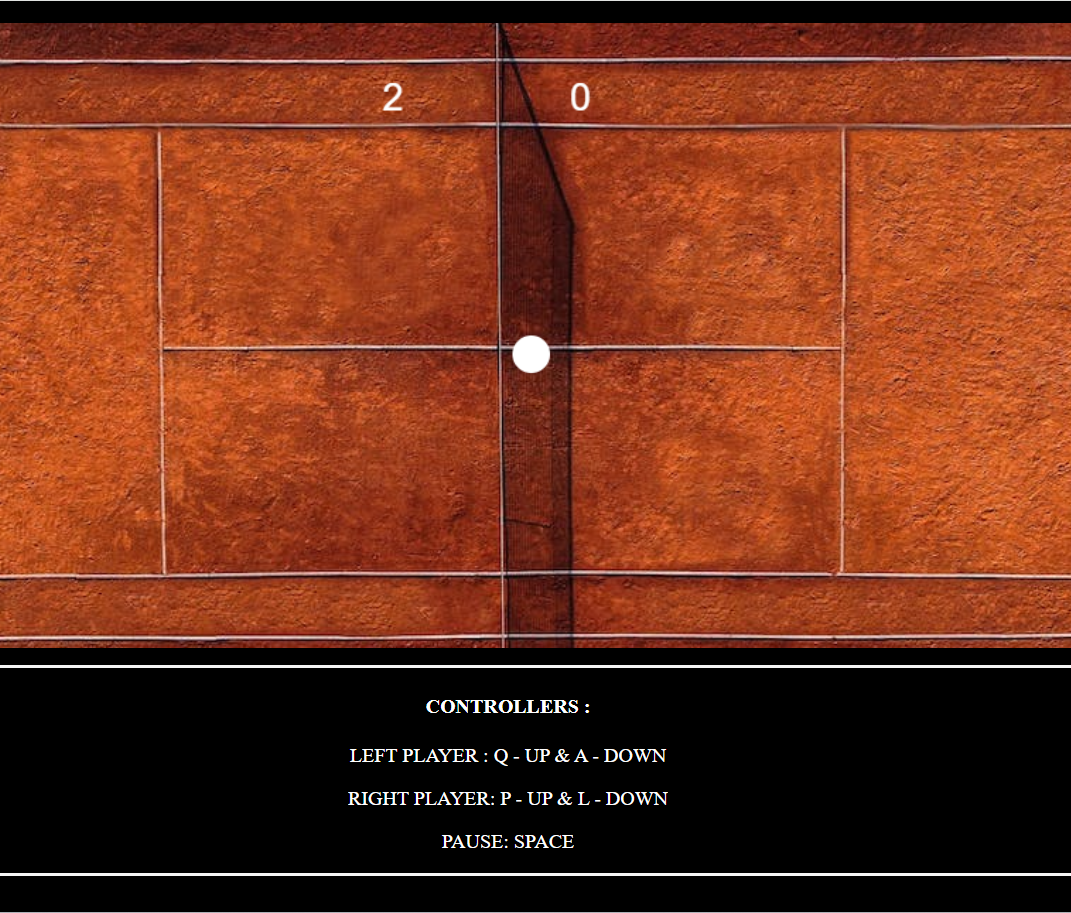 2 0
CONTROLLERS :
LEFT PLAYER : Q - UP & A - DOWN
RIGHT PLAYER: P - UP & L - DOWN
PAUSE: SPACE